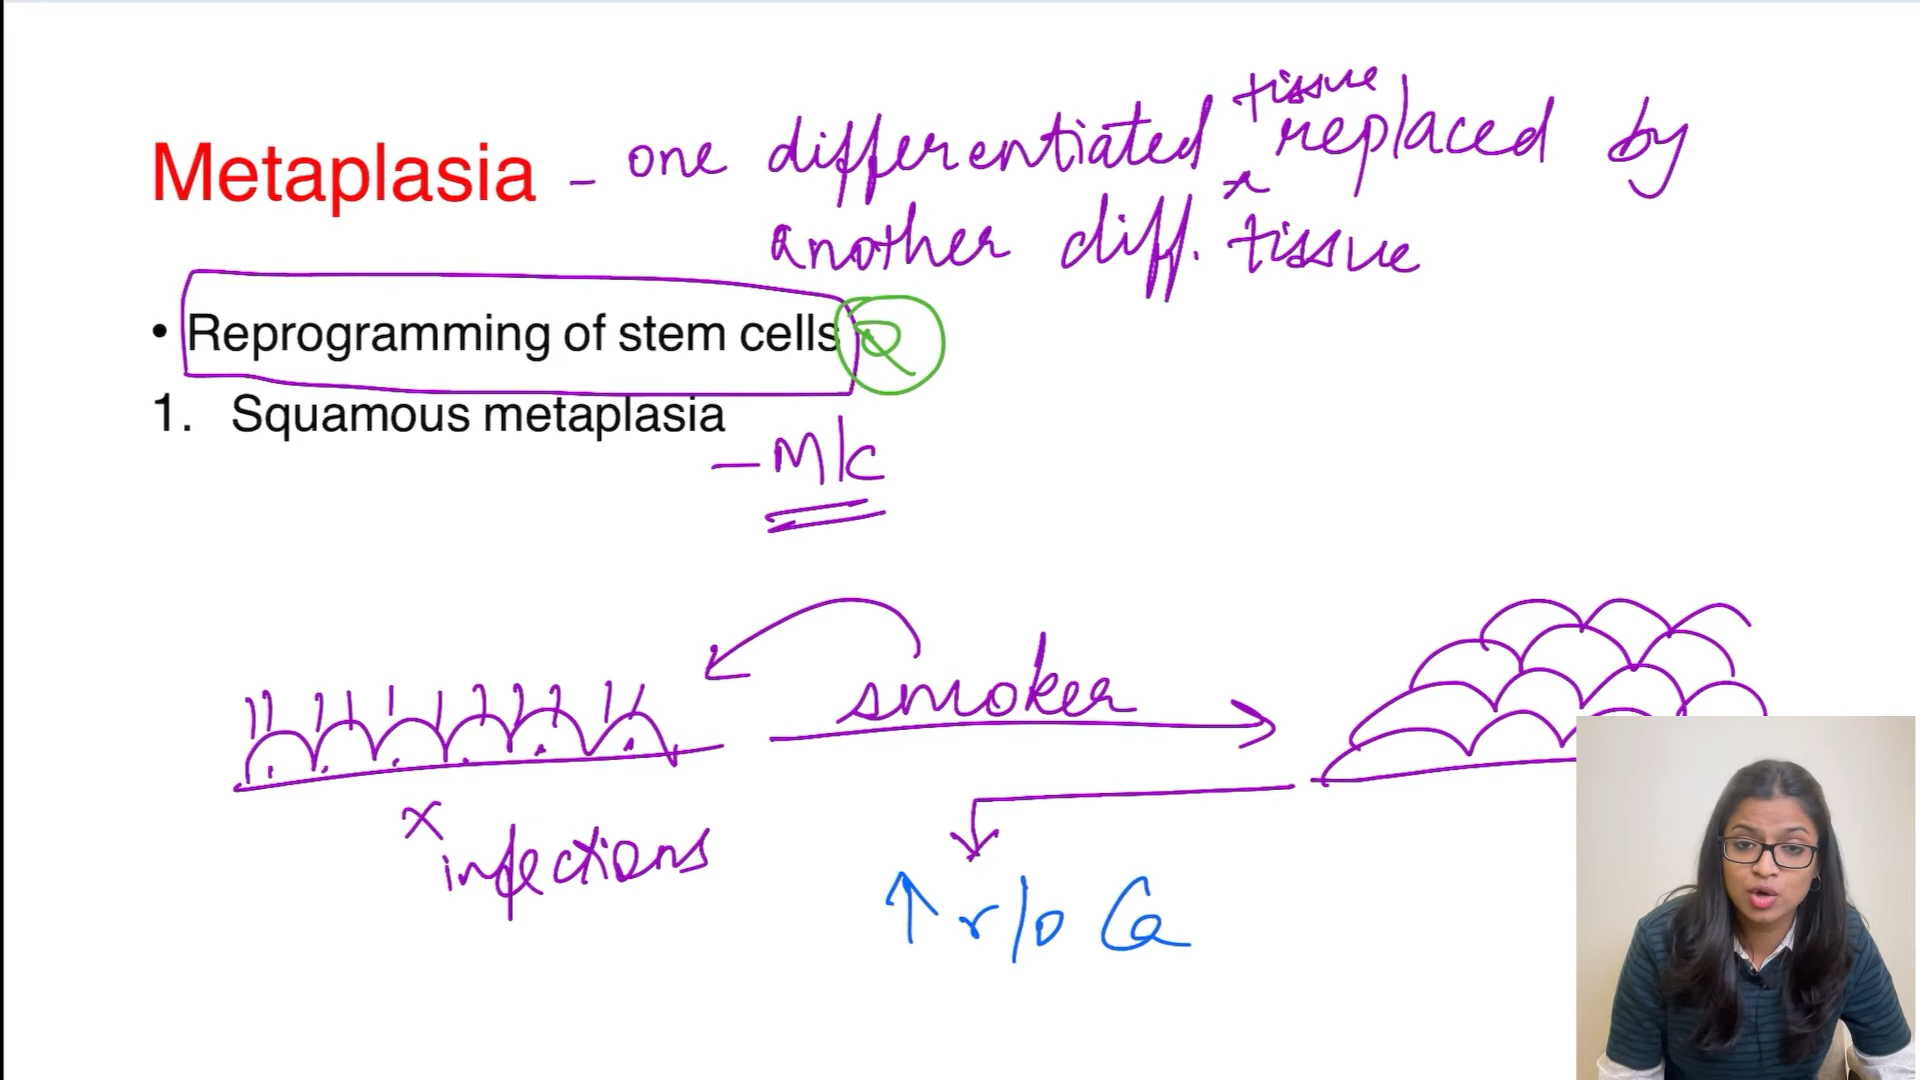 Metaplasia - one differentiated tissue replaced by
another diff. tissue
• Reprogramming of stem cells Q
1. Squamous metaplasia
- M/c
smoker
x
infections
↑ r/o Ca